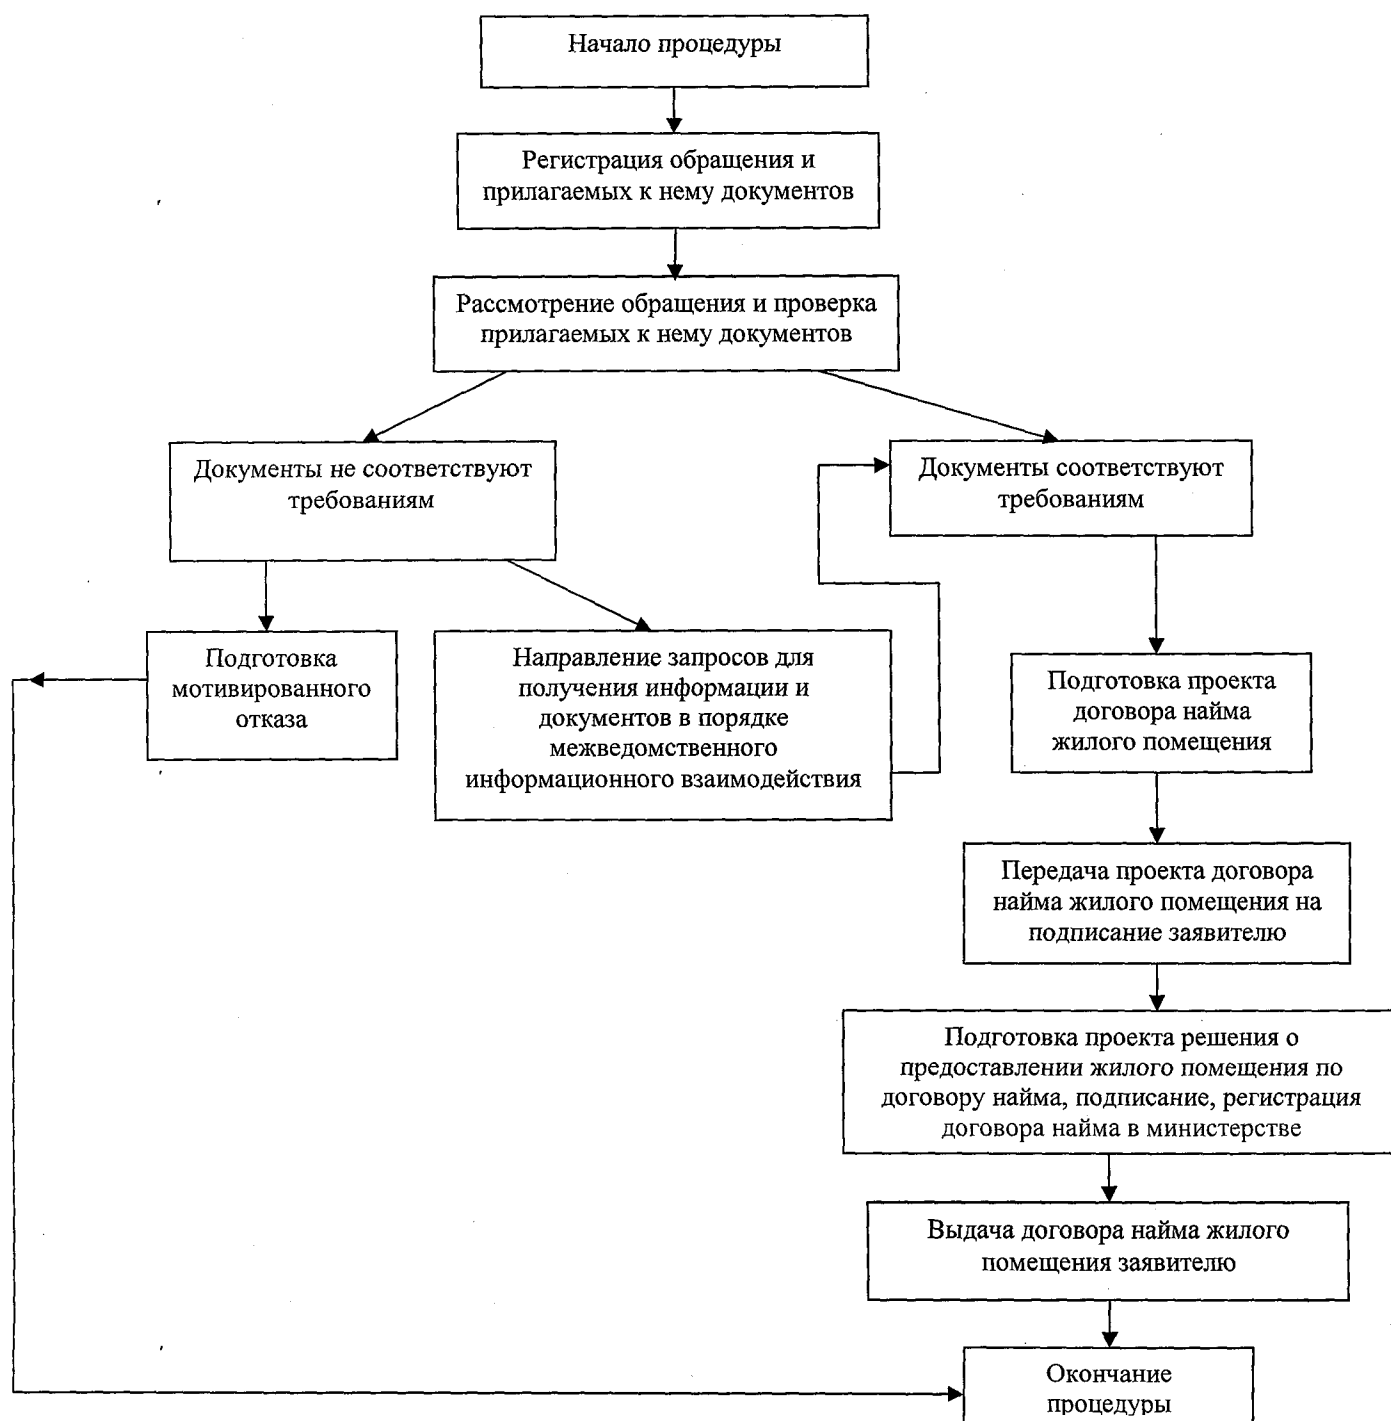 Начало процедуры
Регистрация обращения и
прилагаемых к нему документов
Рассмотрение обращения и проверка
прилагаемых к нему документов
Документы не соответствуют
требованиям
Документы соответствуют
требованиям
Подготовка
мотивированного
отказа
Направление запросов для
получения информации и
документов в порядке
межведомственного
информационного взаимодействия
Подготовка проекта
договора найма
жилого помещения
Передача проекта договора
найма жилого помещения на
подписание заявителю
Подготовка проекта решения о
предоставлении жилого помещения по
договору найма, подписание, регистрация
договора найма в министерстве
Выдача договора найма жилого
помещения заявителю
Окончание
процедуры